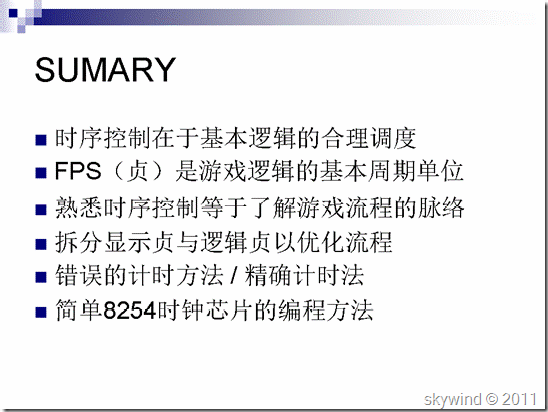 SUMARY
时序控制在于基本逻辑的合理调度
FPS（贞）是游戏逻辑的基本周期单位
熟悉时序控制等于了解游戏流程的脉络
拆分显示贞与逻辑贞以优化流程
错误的计时方法 / 精确计时法
简单8254时钟芯片的编程方法
skywind © 2011